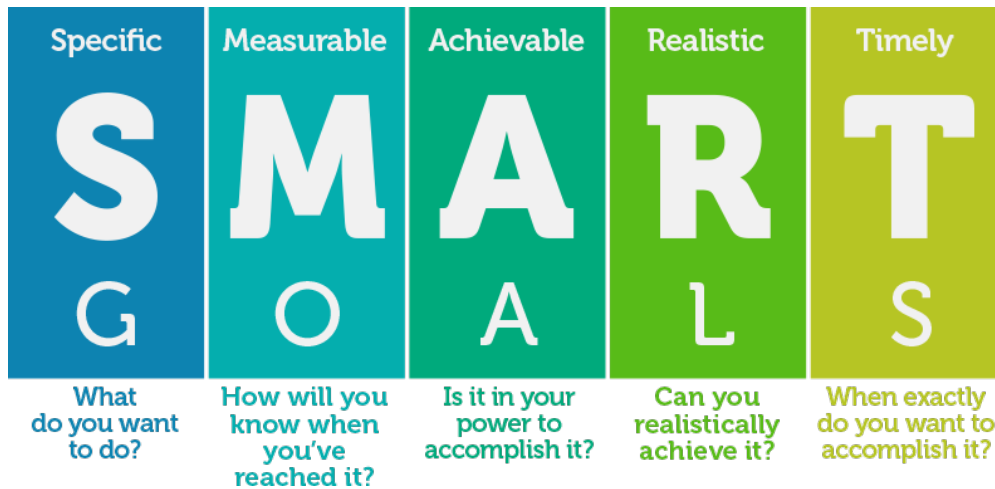 Specific
Measurable
Achievable
Realistic
Timely
S M A R T
G O A L S
What
do you want
to do?
How will you
know when
you've
reached it?
Is it in your
power to
accomplish it?
Can you
realistically
achieve it?
When exactly
do you want to
accomplish it?